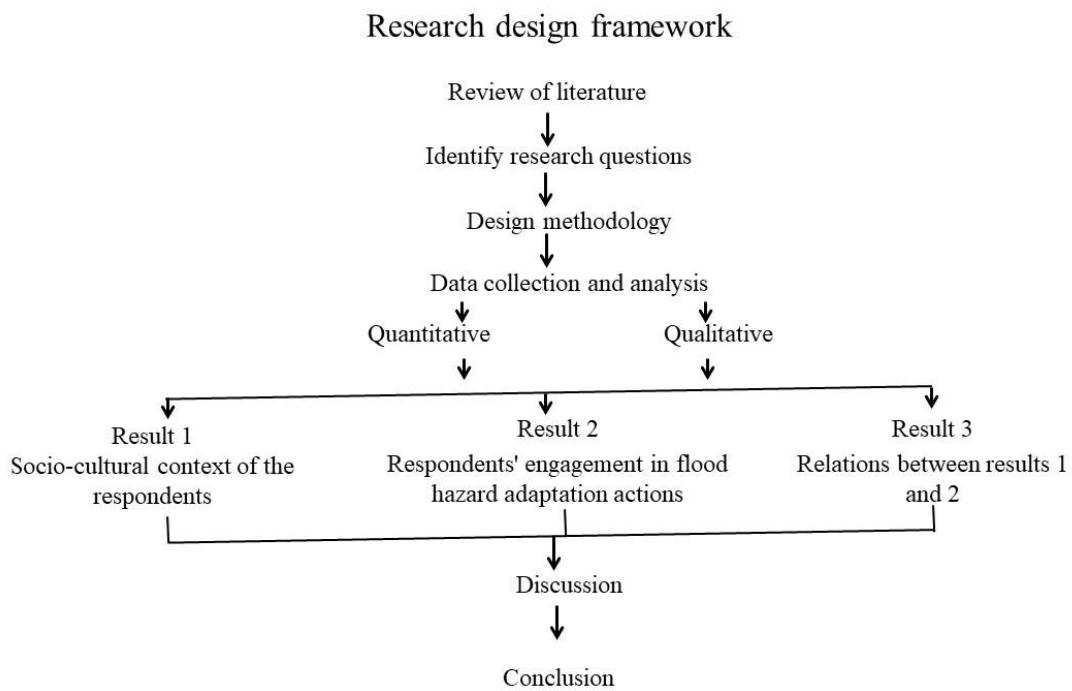 Research design framework
Review of literature
Identify research questions
Design methodology
Data collection and analysis
Quantitative
Qualitative
Result 1
Socio-cultural context of the
respondents
Result 2
Respondents' engagement in flood
hazard adaptation actions
Result 3
Relations between results 1
and 2
Discussion
Conclusion